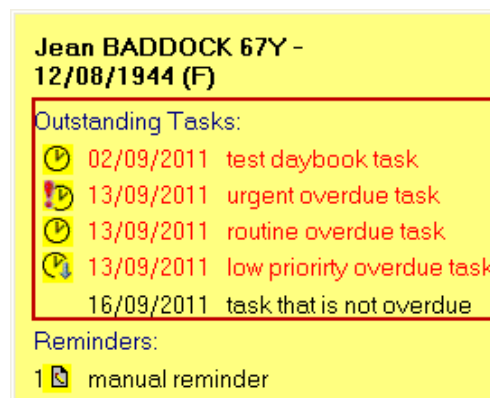 Jean BADDOCK 67Y -
12/08/1944 (F)
Outstanding Tasks:
02/09/2011 test daybook task
13/09/2011 urgent overdue task
13/09/2011 routine overdue task
13/09/2011 low priorirty overdue task
16/09/2011 task that is not overdue
Reminders:
1 manual reminder